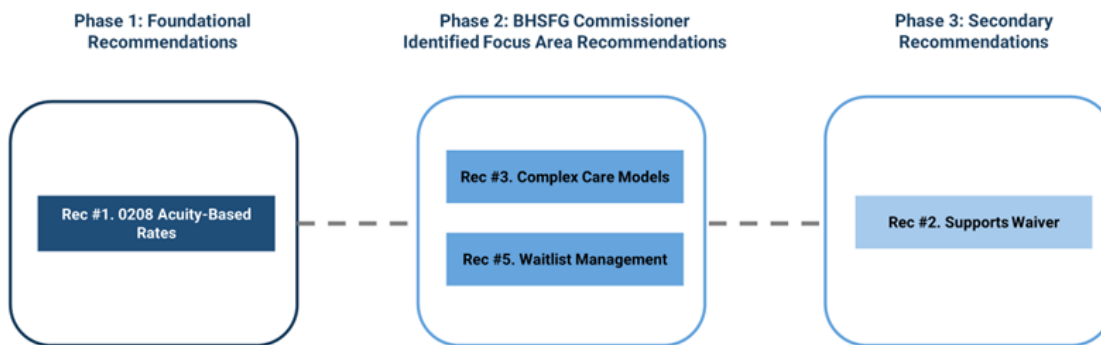 Phase 1: Foundational
Recommendations
Phase 2: BHSFG Commissioner
Identified Focus Area Recommendations
Phase 3: Secondary
Recommendations
Rec #1. 0208 Acuity-Based
Rates
Rec #3. Complex Care Models
Rec #5. Waitlist Management
Rec #2. Supports Waiver